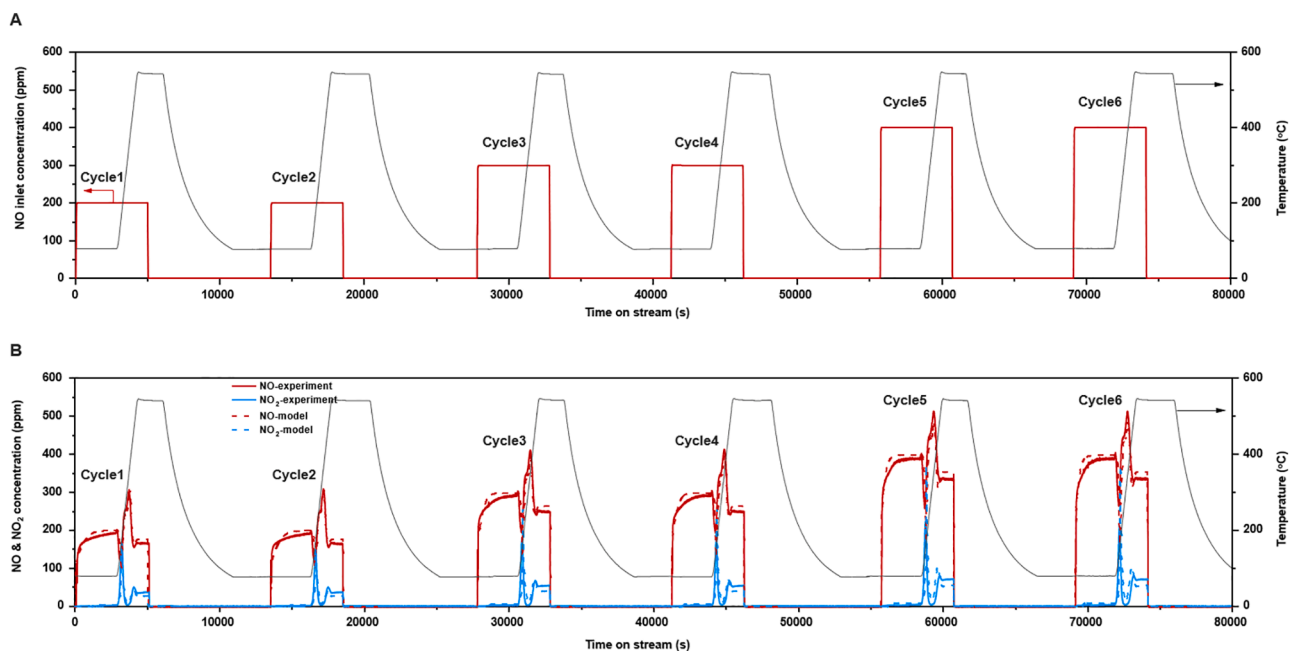 A
NO inlet concentration (ppm)
600
500
400
300
200
100
0
Cycle1
Cycle2
Cycle3
Cycle4
Cycle5
Cycle6
600
500
400
300
200
100
0
Temperature (°C)
0 10000 20000 30000 40000 50000 60000 70000 80000
Time on stream (s)
B
NO & NO₂ concentration (ppm)
600
500
400
300
200
100
0
NO-experiment
NO₂-experiment
NO-model
NO₂-model
Cycle1
Cycle2
Cycle3
Cycle4
Cycle5
Cycle6
600
500
400
300
200
100
0
Temperature (°C)
0 10000 20000 30000 40000 50000 60000 70000 80000
Time on stream (s)